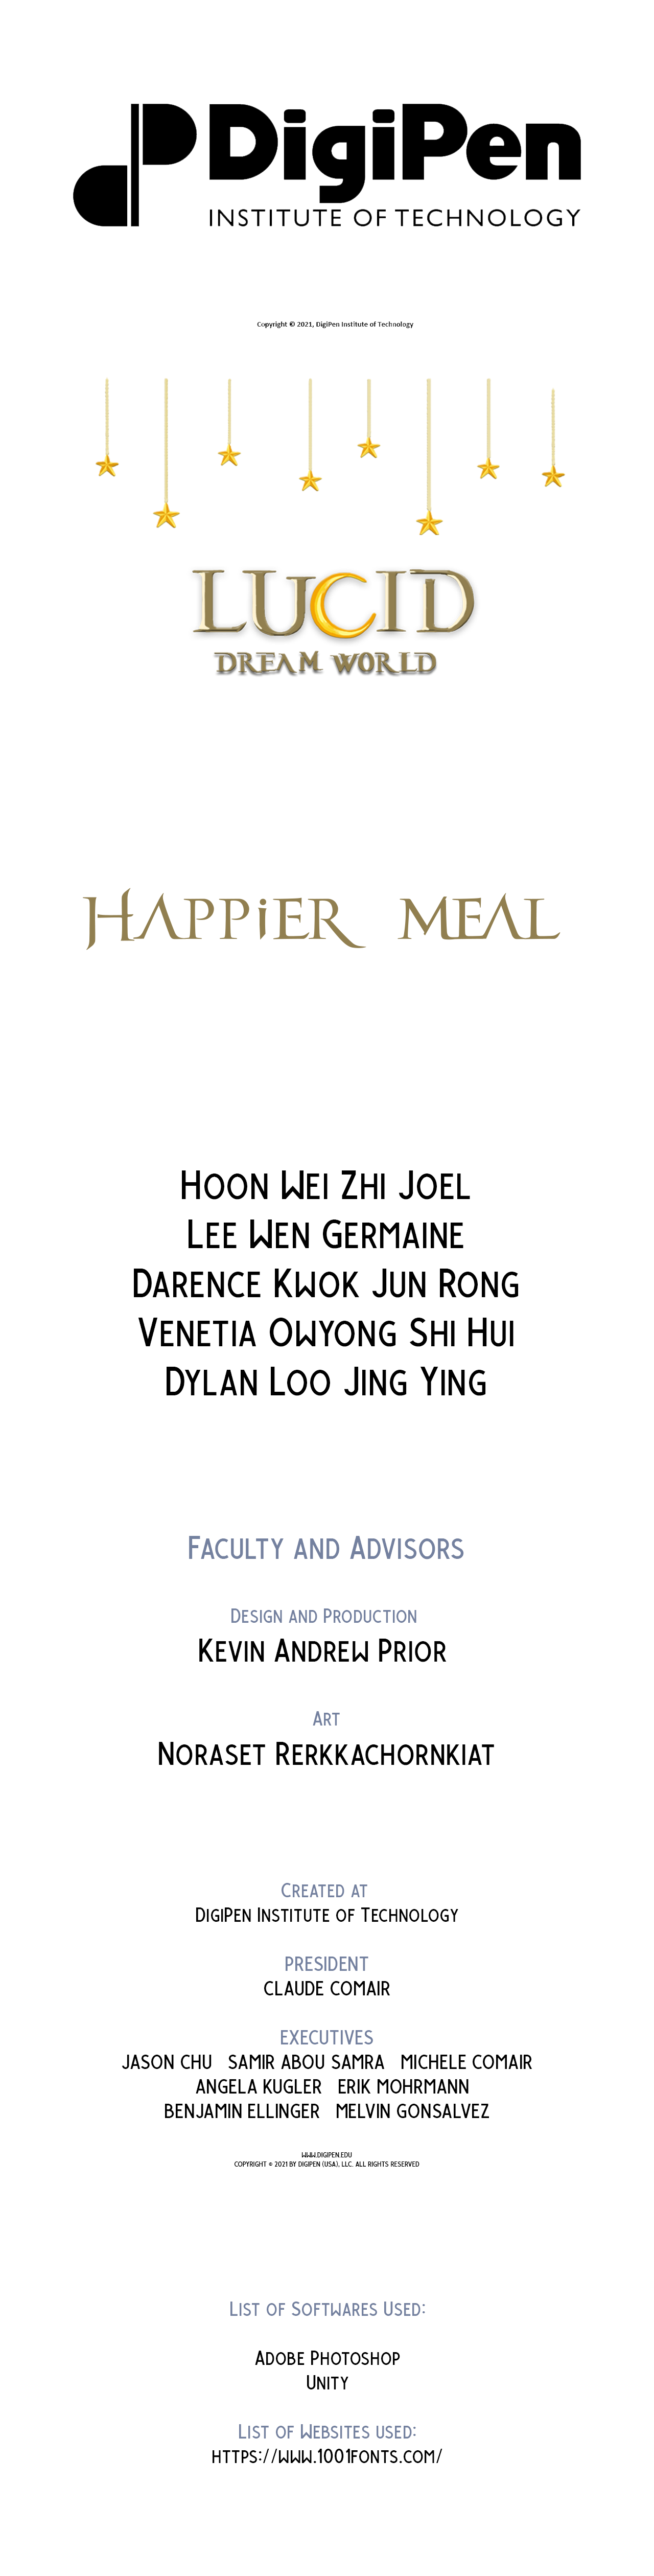 DigiPen
INSTITUTE OF TECHNOLOGY
Copyright © 2021, DigiPen Institute of Technology
LUCID
DREAM WORLD
HAPPiER MEAL
Hoon Wei Zhi Joel
Lee Wen Germaine
Darence Kwok Jun Rong
Venetia Owyong Shi Hui
Dylan Loo Jing Ying
Faculty and Advisors
Design and Production
Kevin Andrew Prior
Art
Noraset Rerkkachornkiat
Created at
DigiPen Institute of Technology
PRESIDENT
CLAUDE COMAIR
EXECUTIVES
JASON CHU SAMIR ABOU SAMRA MICHELE COMAIR
ANGELA KUGLER ERIK MOHRMANN
BENJAMIN ELLINGER MELVIN GONSALVEZ
WWW.DIGIPEN.EDU
COPYRIGHT © 2021 BY DIGIPEN (USA), LLC. ALL RIGHTS RESERVED
List of Softwares Used:
Adobe Photoshop
Unity
List of Websites used:
https://www.1001fonts.com/